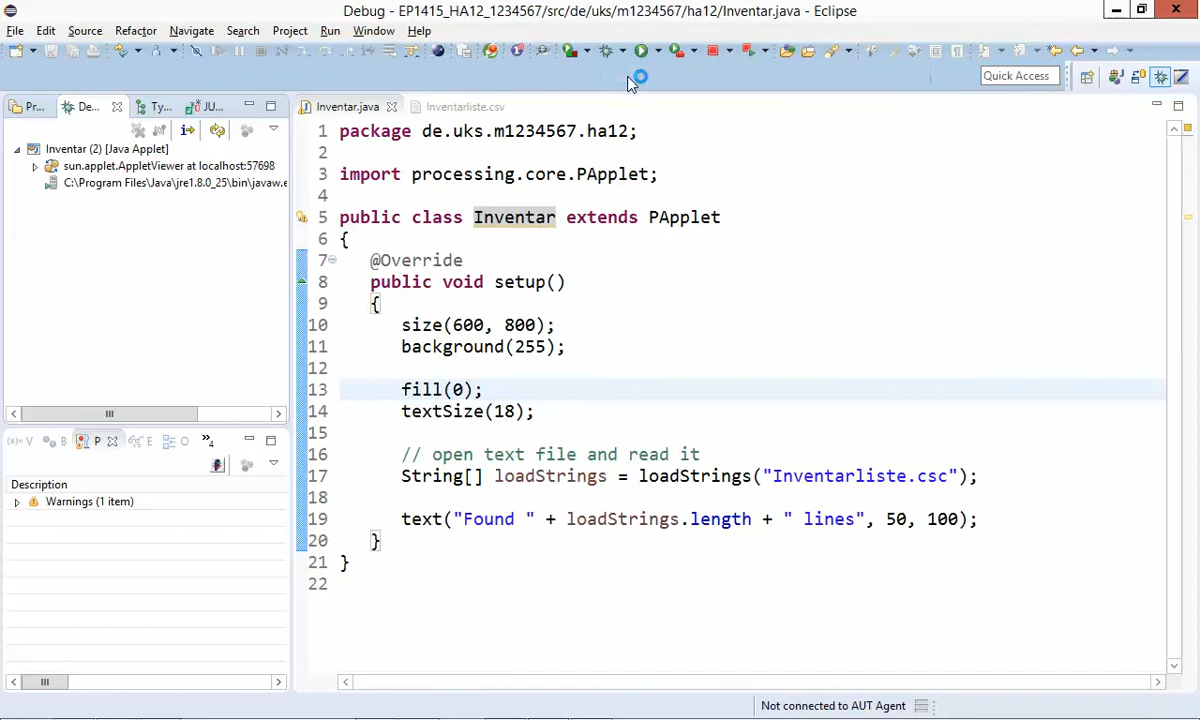 Debug - EP1415_HA12_1234567/src/de/uks/m1234567/ha12/Inventar.java - Eclipse
File Edit Source Refactor Navigate Search Project Run Window Help
Quick Access
Pr... De... Ty... JU...
Inventar.java Inventarliste.csv
Inventar (2) [Java Applet]
sun.applet.AppletViewer at localhost:57698
C:\Program Files\Java\jre1.8.0_25\bin\javaw.e
1 package de.uks.m1234567.ha12;
2
3 import processing.core.PApplet;
4
5 public class Inventar extends PApplet
6 {
7 @Override
8 public void setup()
9 {
10 size(600, 800);
11 background(255);
12
13 fill(0);
14 textSize(18);
15
16 // open text file and read it
17 String[] loadStrings = loadStrings("Inventarliste.csc");
18
19 text("Found " + loadStrings.length + " lines", 50, 100);
20 }
21 }
22
(x)= V B P E O »4
Description
Warnings (1 item)
Not connected to AUT Agent